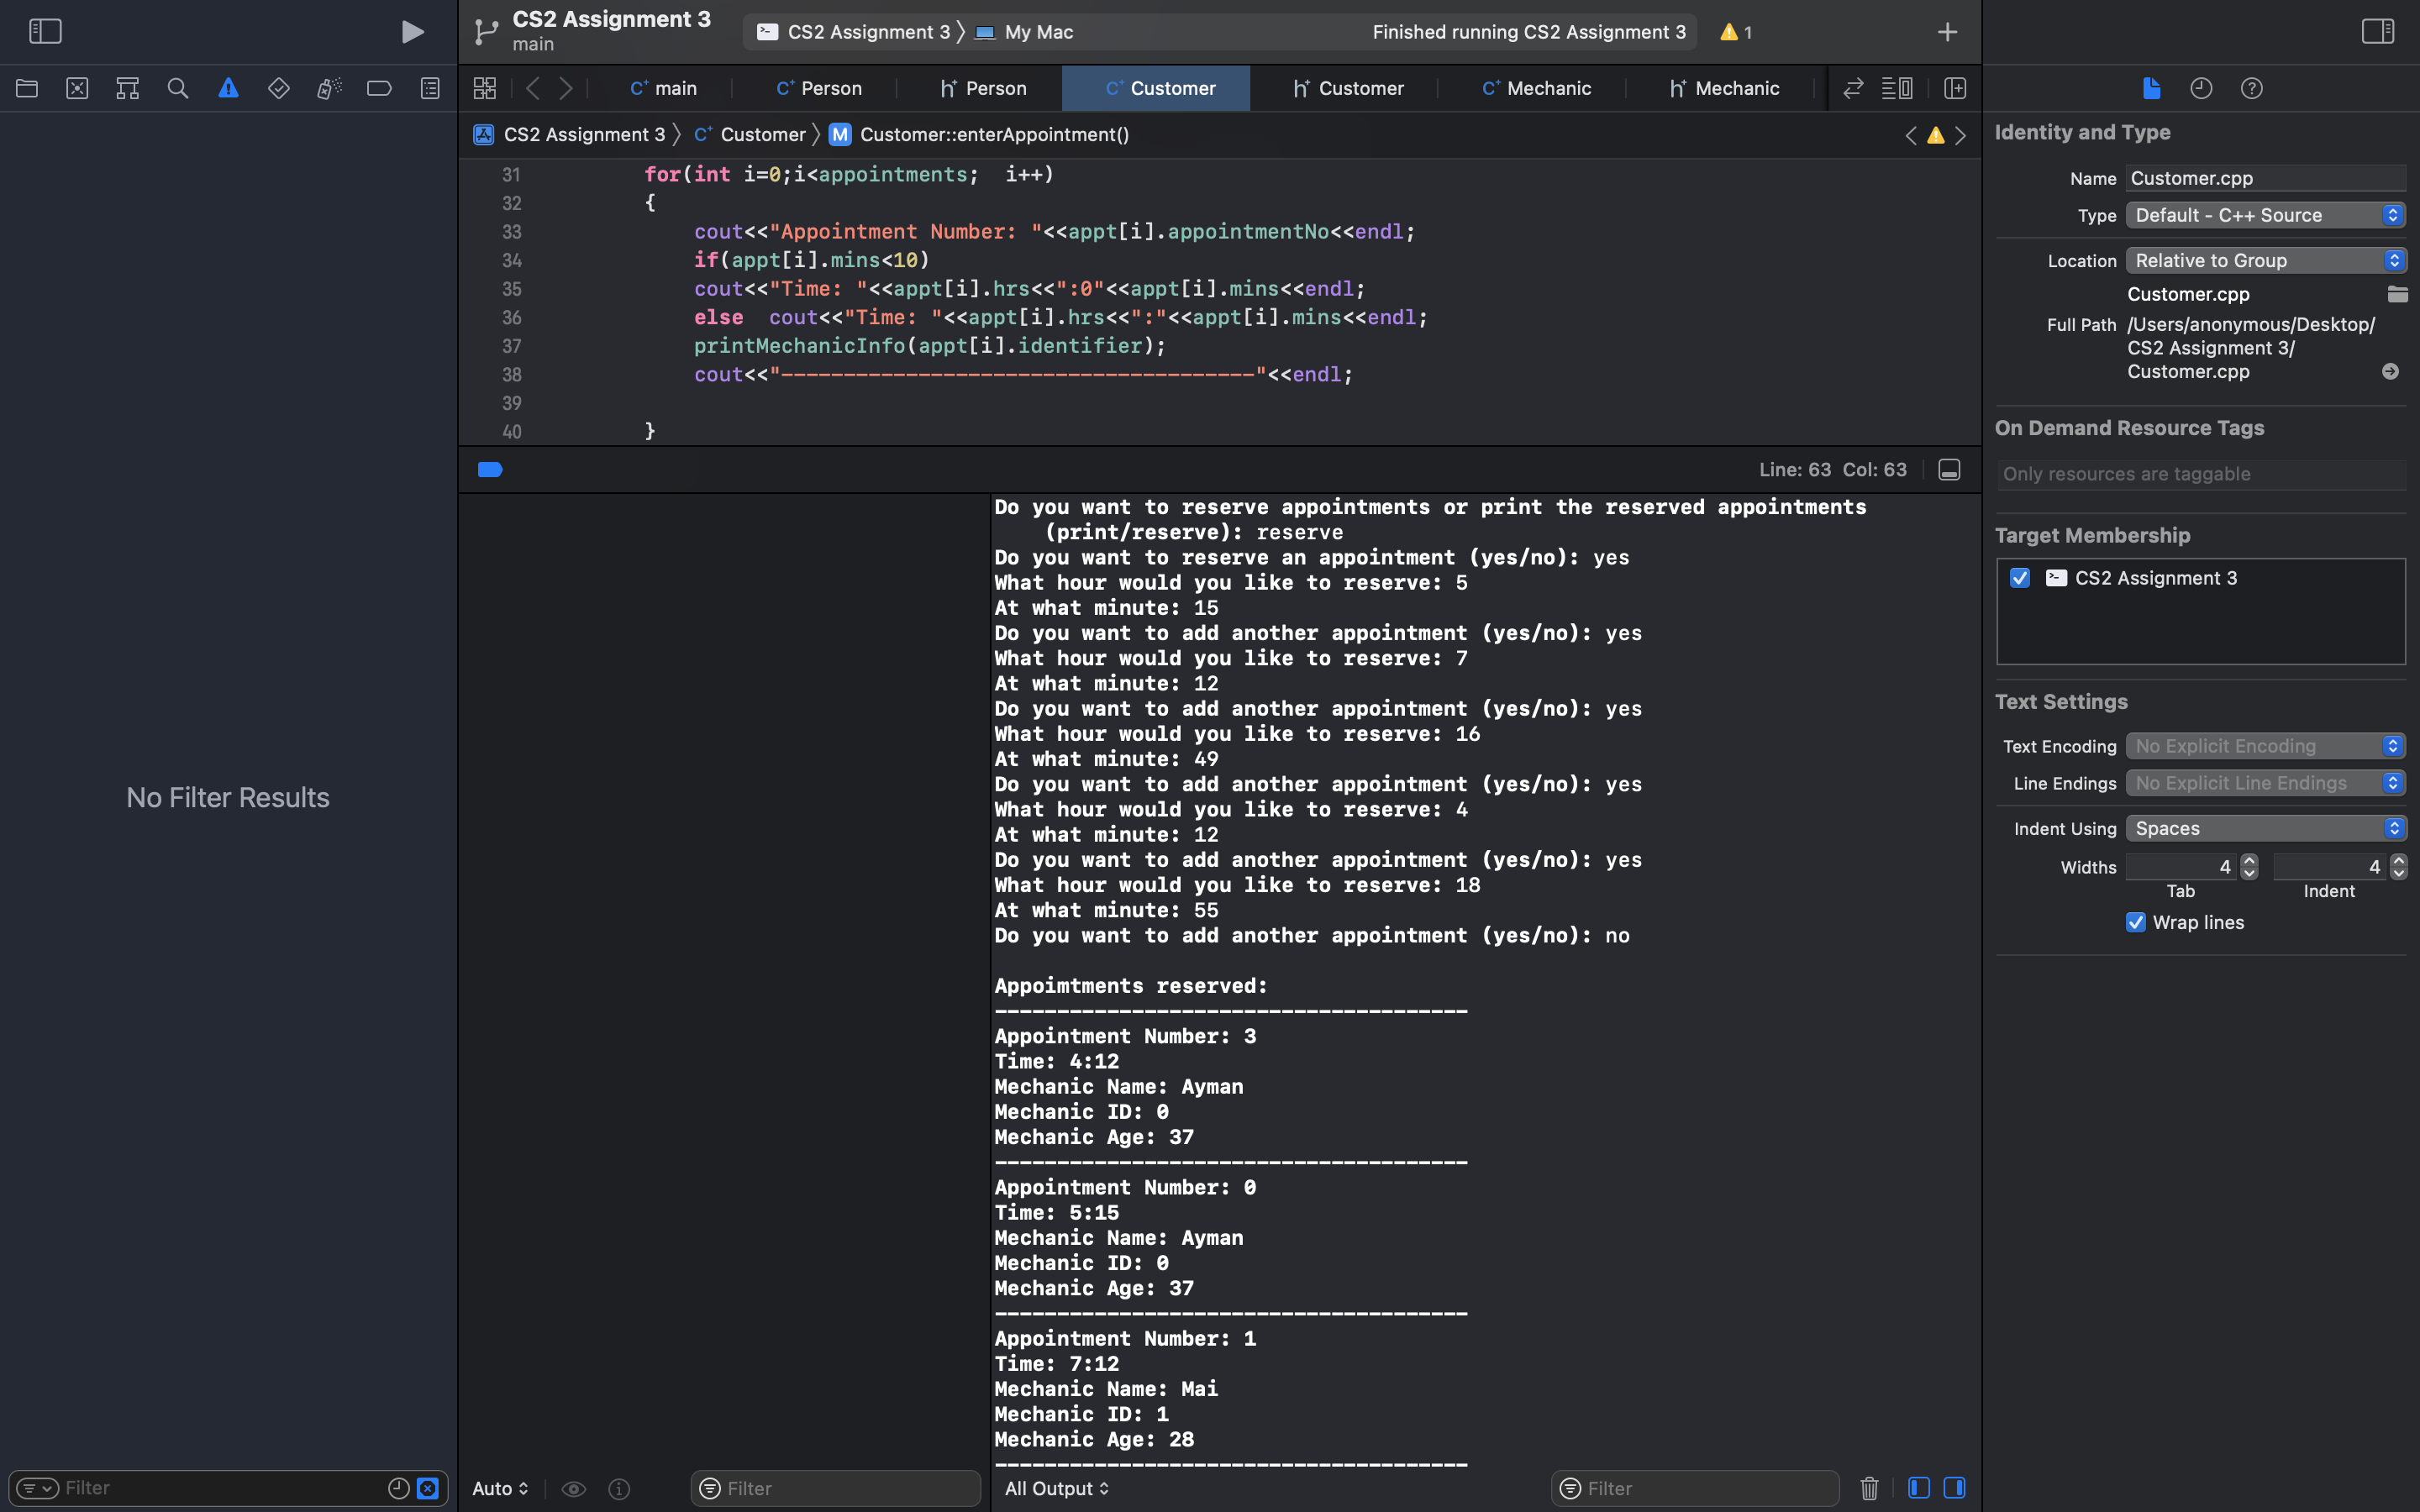 CS2 Assignment 3
main
CS2 Assignment 3 〉 My Mac
Finished running CS2 Assignment 3
1
main
Person
Person
Customer
Customer
Mechanic
Mechanic
CS2 Assignment 3 〉 Customer 〉 M Customer::enterAppointment()
31 for(int i=0;i<appointments;  i++)
32 {
33 cout<<"Appointment Number: "<<appt[i].appointmentNo<<endl;
34 if(appt[i].mins<10)
35 cout<<"Time: "<<appt[i].hrs<<":0"<<appt[i].mins<<endl;
36 else  cout<<"Time: "<<appt[i].hrs<<":"<<appt[i].mins<<endl;
37 printMechanicInfo(appt[i].identifier);
38 cout<<"--------------------------------------"<<endl;
39
40 }
Line: 63  Col: 63
No Filter Results
Filter
Do you want to reserve appointments or print the reserved appointments
(print/reserve): reserve
Do you want to reserve an appointment (yes/no): yes
What hour would you like to reserve: 5
At what minute: 15
Do you want to add another appointment (yes/no): yes
What hour would you like to reserve: 7
At what minute: 12
Do you want to add another appointment (yes/no): yes
What hour would you like to reserve: 16
At what minute: 49
Do you want to add another appointment (yes/no): yes
What hour would you like to reserve: 4
At what minute: 12
Do you want to add another appointment (yes/no): yes
What hour would you like to reserve: 18
At what minute: 55
Do you want to add another appointment (yes/no): no
Appoimtments reserved:
--------------------------------------
Appointment Number: 3
Time: 4:12
Mechanic Name: Ayman
Mechanic ID: 0
Mechanic Age: 37
--------------------------------------
Appointment Number: 0
Time: 5:15
Mechanic Name: Ayman
Mechanic ID: 0
Mechanic Age: 37
--------------------------------------
Appointment Number: 1
Time: 7:12
Mechanic Name: Mai
Mechanic ID: 1
Mechanic Age: 28
--------------------------------------
Auto
Filter
All Output
Filter
Identity and Type
Name Customer.cpp
Type Default - C++ Source
Location Relative to Group
Customer.cpp
Full Path /Users/anonymous/Desktop/
CS2 Assignment 3/
Customer.cpp
On Demand Resource Tags
Only resources are taggable
Target Membership
CS2 Assignment 3
Text Settings
Text Encoding No Explicit Encoding
Line Endings No Explicit Line Endings
Indent Using Spaces
Widths 4 4
Tab Indent
Wrap lines